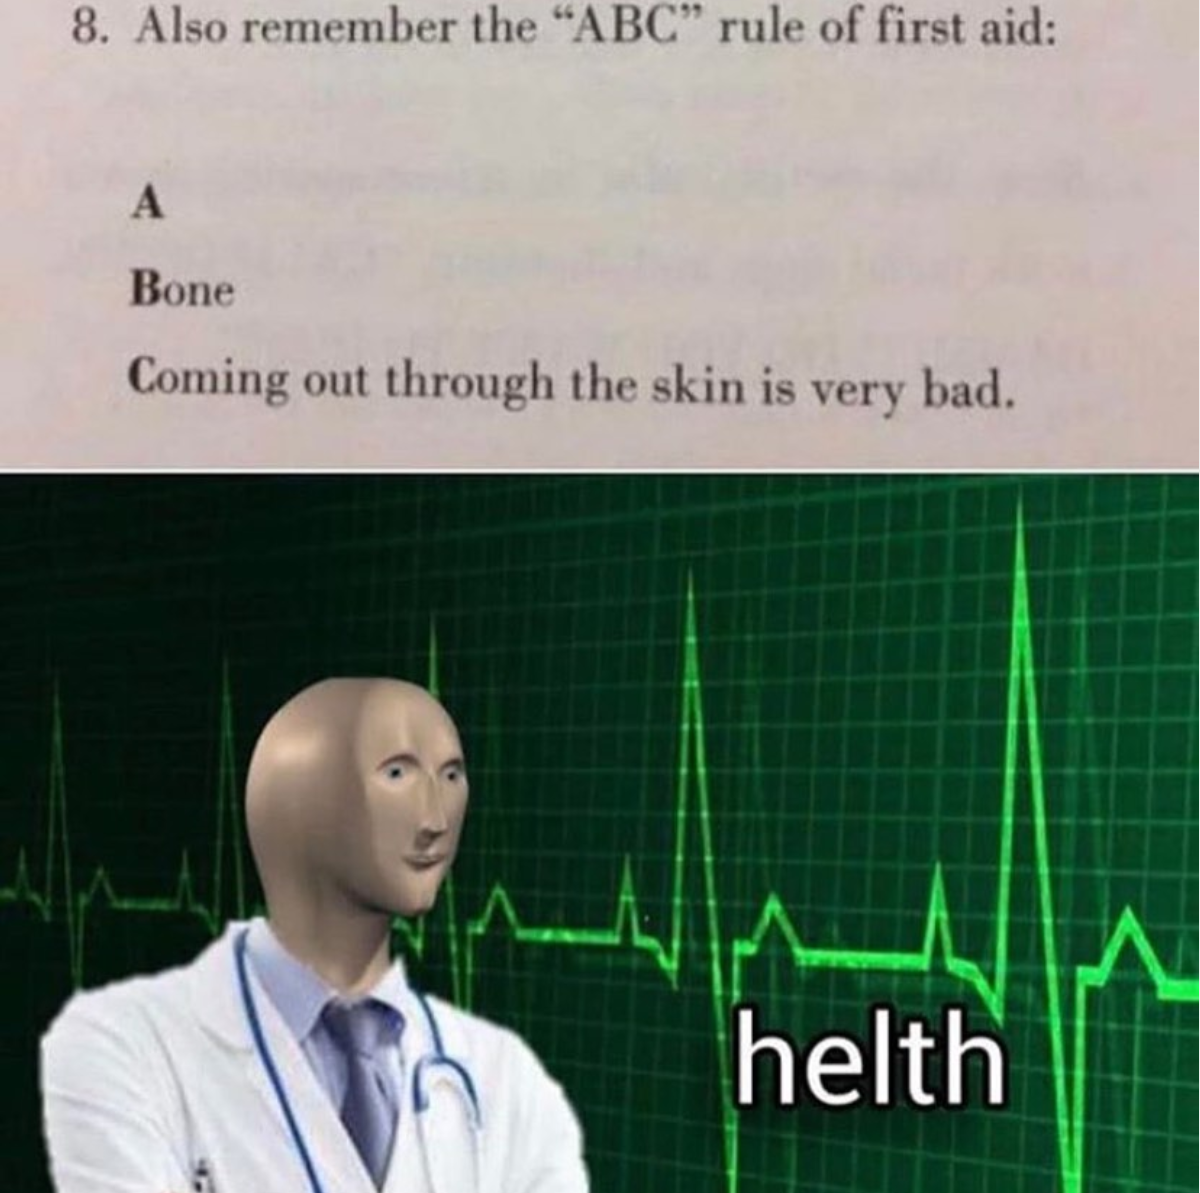 8. Also remember the “ABC” rule of first aid:
A
Bone
Coming out through the skin is very bad.
helth